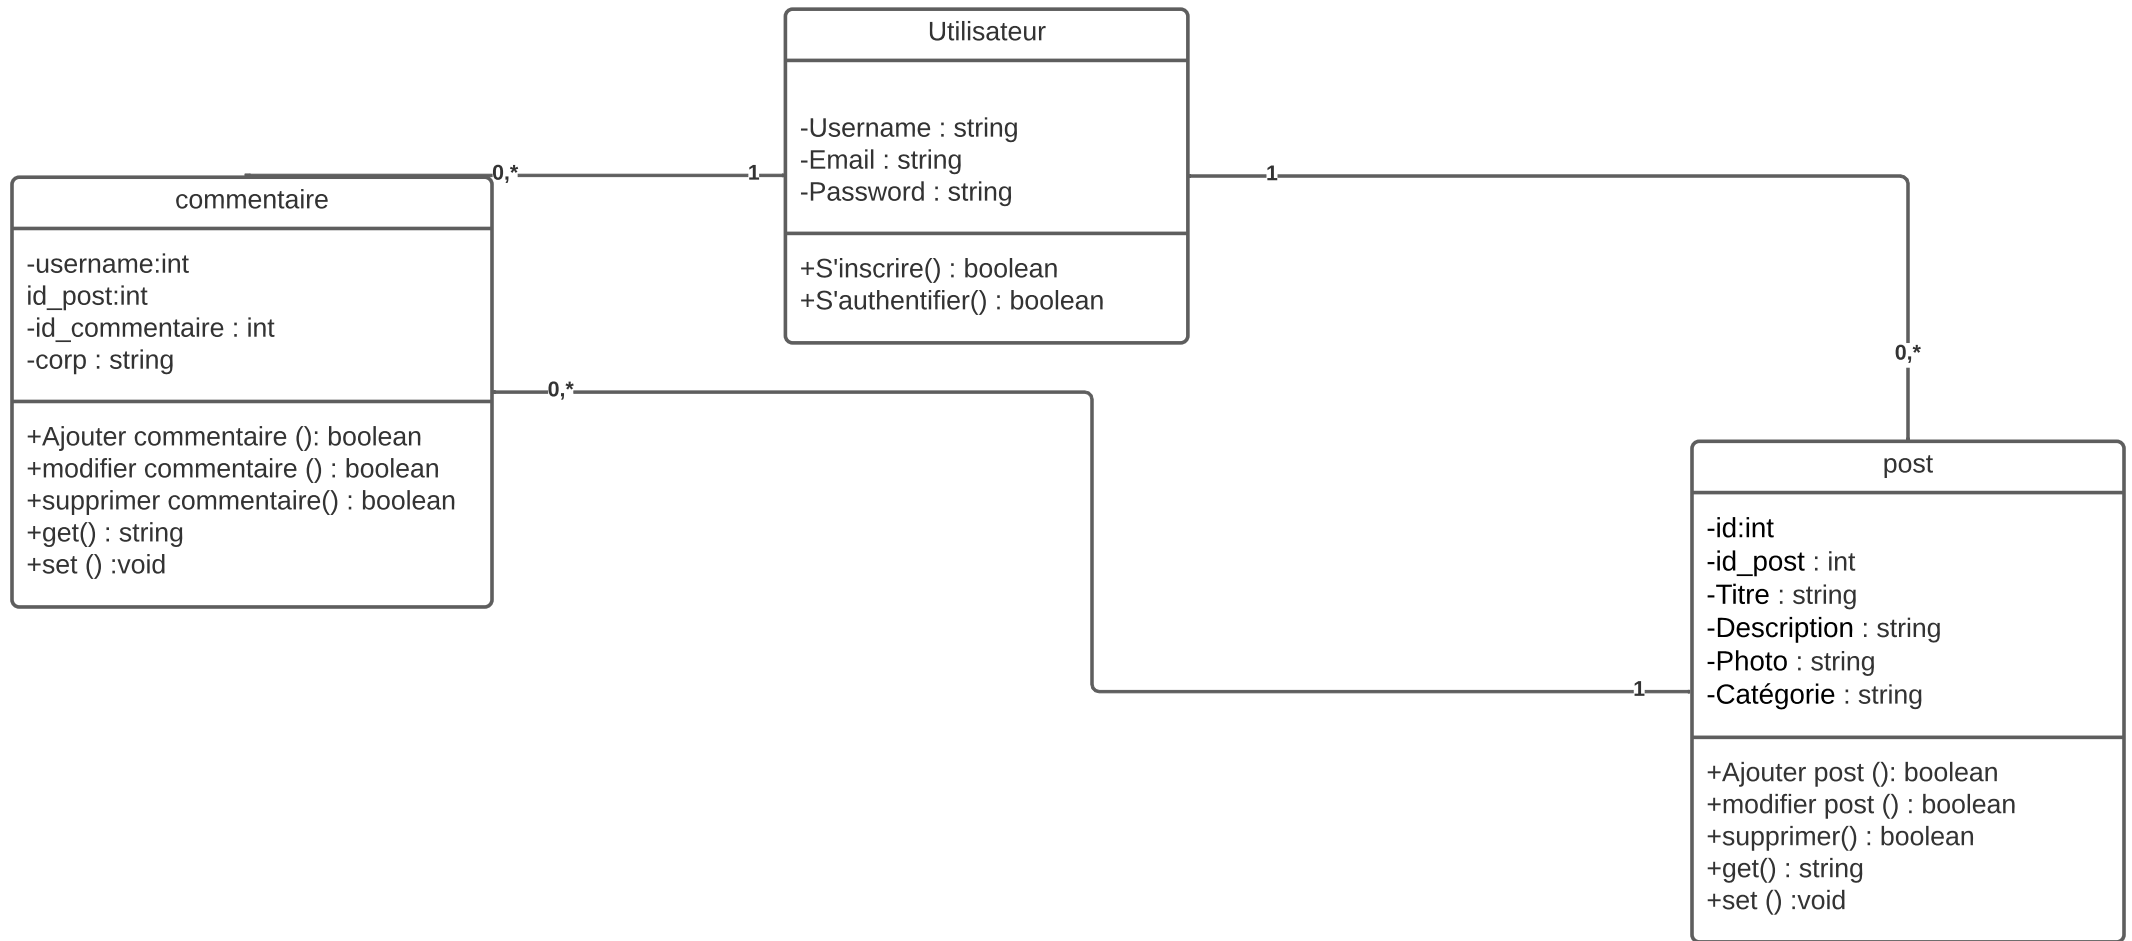 Utilisateur
-Username : string
-Email : string
-Password : string
+S'inscrire() : boolean
+S'authentifier() : boolean
0,*
1
1
0,*
commentaire
-username:int
id_post:int
-id_commentaire : int
-corp : string
+Ajouter commentaire (): boolean
+modifier commentaire () : boolean
+supprimer commentaire() : boolean
+get() : string
+set () :void
0,*
1
post
-id:int
-id_post : int
-Titre : string
-Description : string
-Photo : string
-Catégorie : string
+Ajouter post (): boolean
+modifier post () : boolean
+supprimer() : boolean
+get() : string
+set () :void